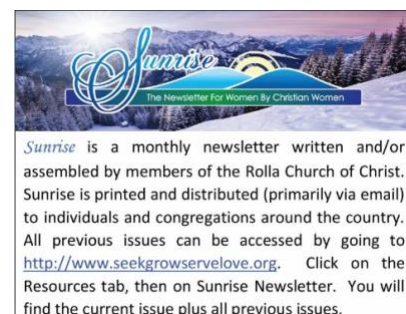 Sunrise
The Newsletter For Women By Christian Women
Sunrise is a monthly newsletter written and/or
assembled by members of the Rolla Church of Christ.
Sunrise is printed and distributed (primarily via email)
to individuals and congregations around the country.
All previous issues can be accessed by going to
http://www.seekgrowservelove.org. Click on the
Resources tab, then on Sunrise Newsletter. You will
find the current issue plus all previous issues.